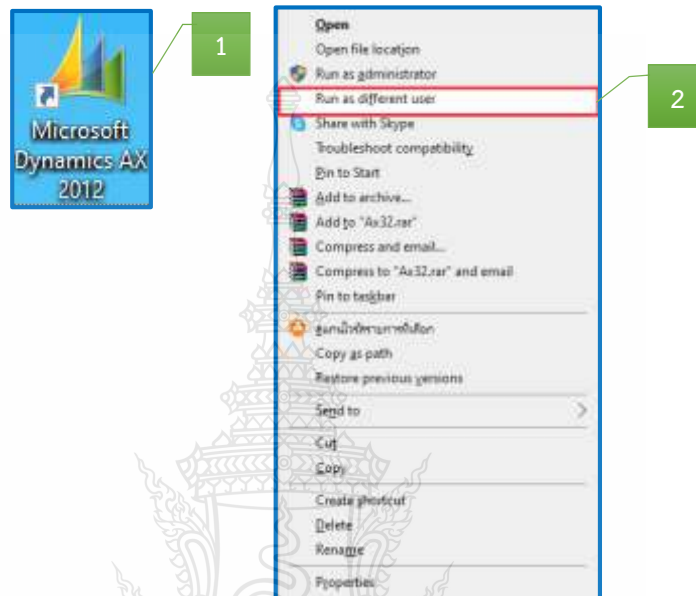 Microsoft
Dynamics AX
2012
1
Open
Open file location
Run as administrator
Run as different user
2
Share with Skype
Troubleshoot compatibility
Pin to Start
Add to archive...
Add to "Ax32.rar"
Compress and email...
Compress to "Ax32.rar" and email
Pin to taskbar
Copy as path
Restore previous versions
Send to
Cut
Copy
Create shortcut
Delete
Rename
Properties